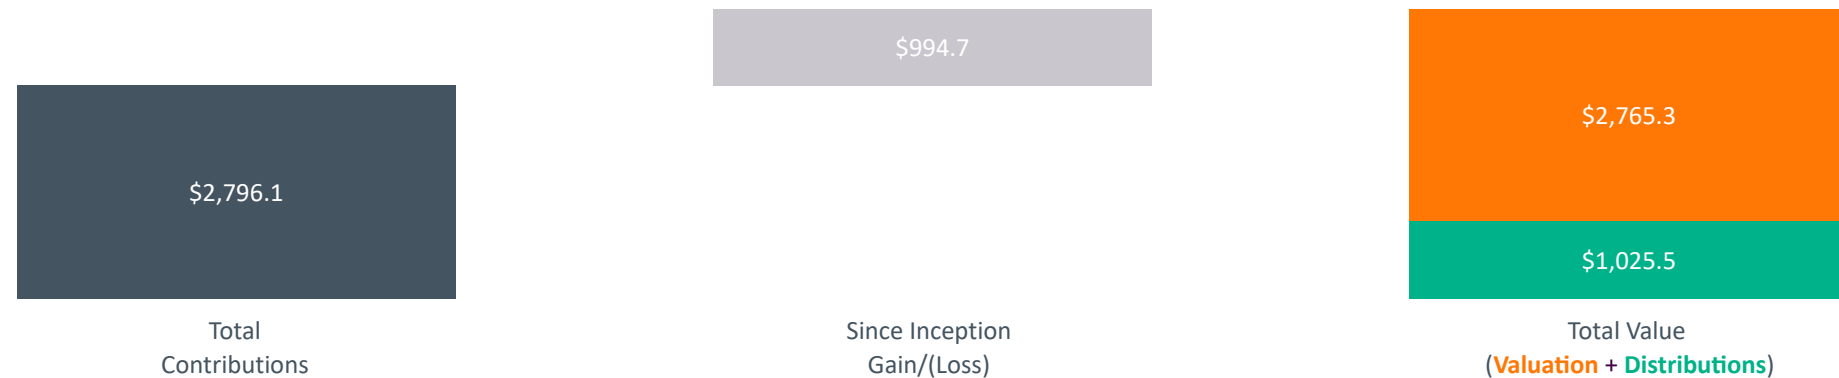 $994.7
$2,765.3
$2,796.1
$1,025.5
Total
Contributions
Since Inception
Gain/(Loss)
Total Value
(Valuation + Distributions)